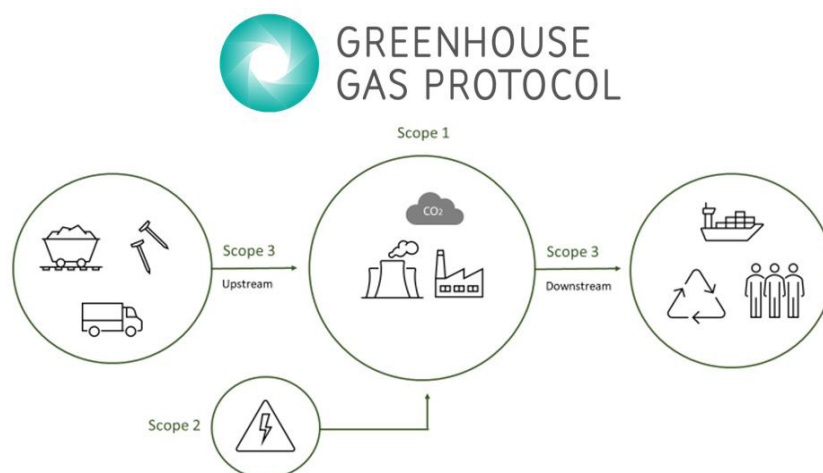 GREENHOUSE
GAS PROTOCOL
Scope 1
CO₂
Scope 3
Upstream
Scope 3
Downstream
Scope 2